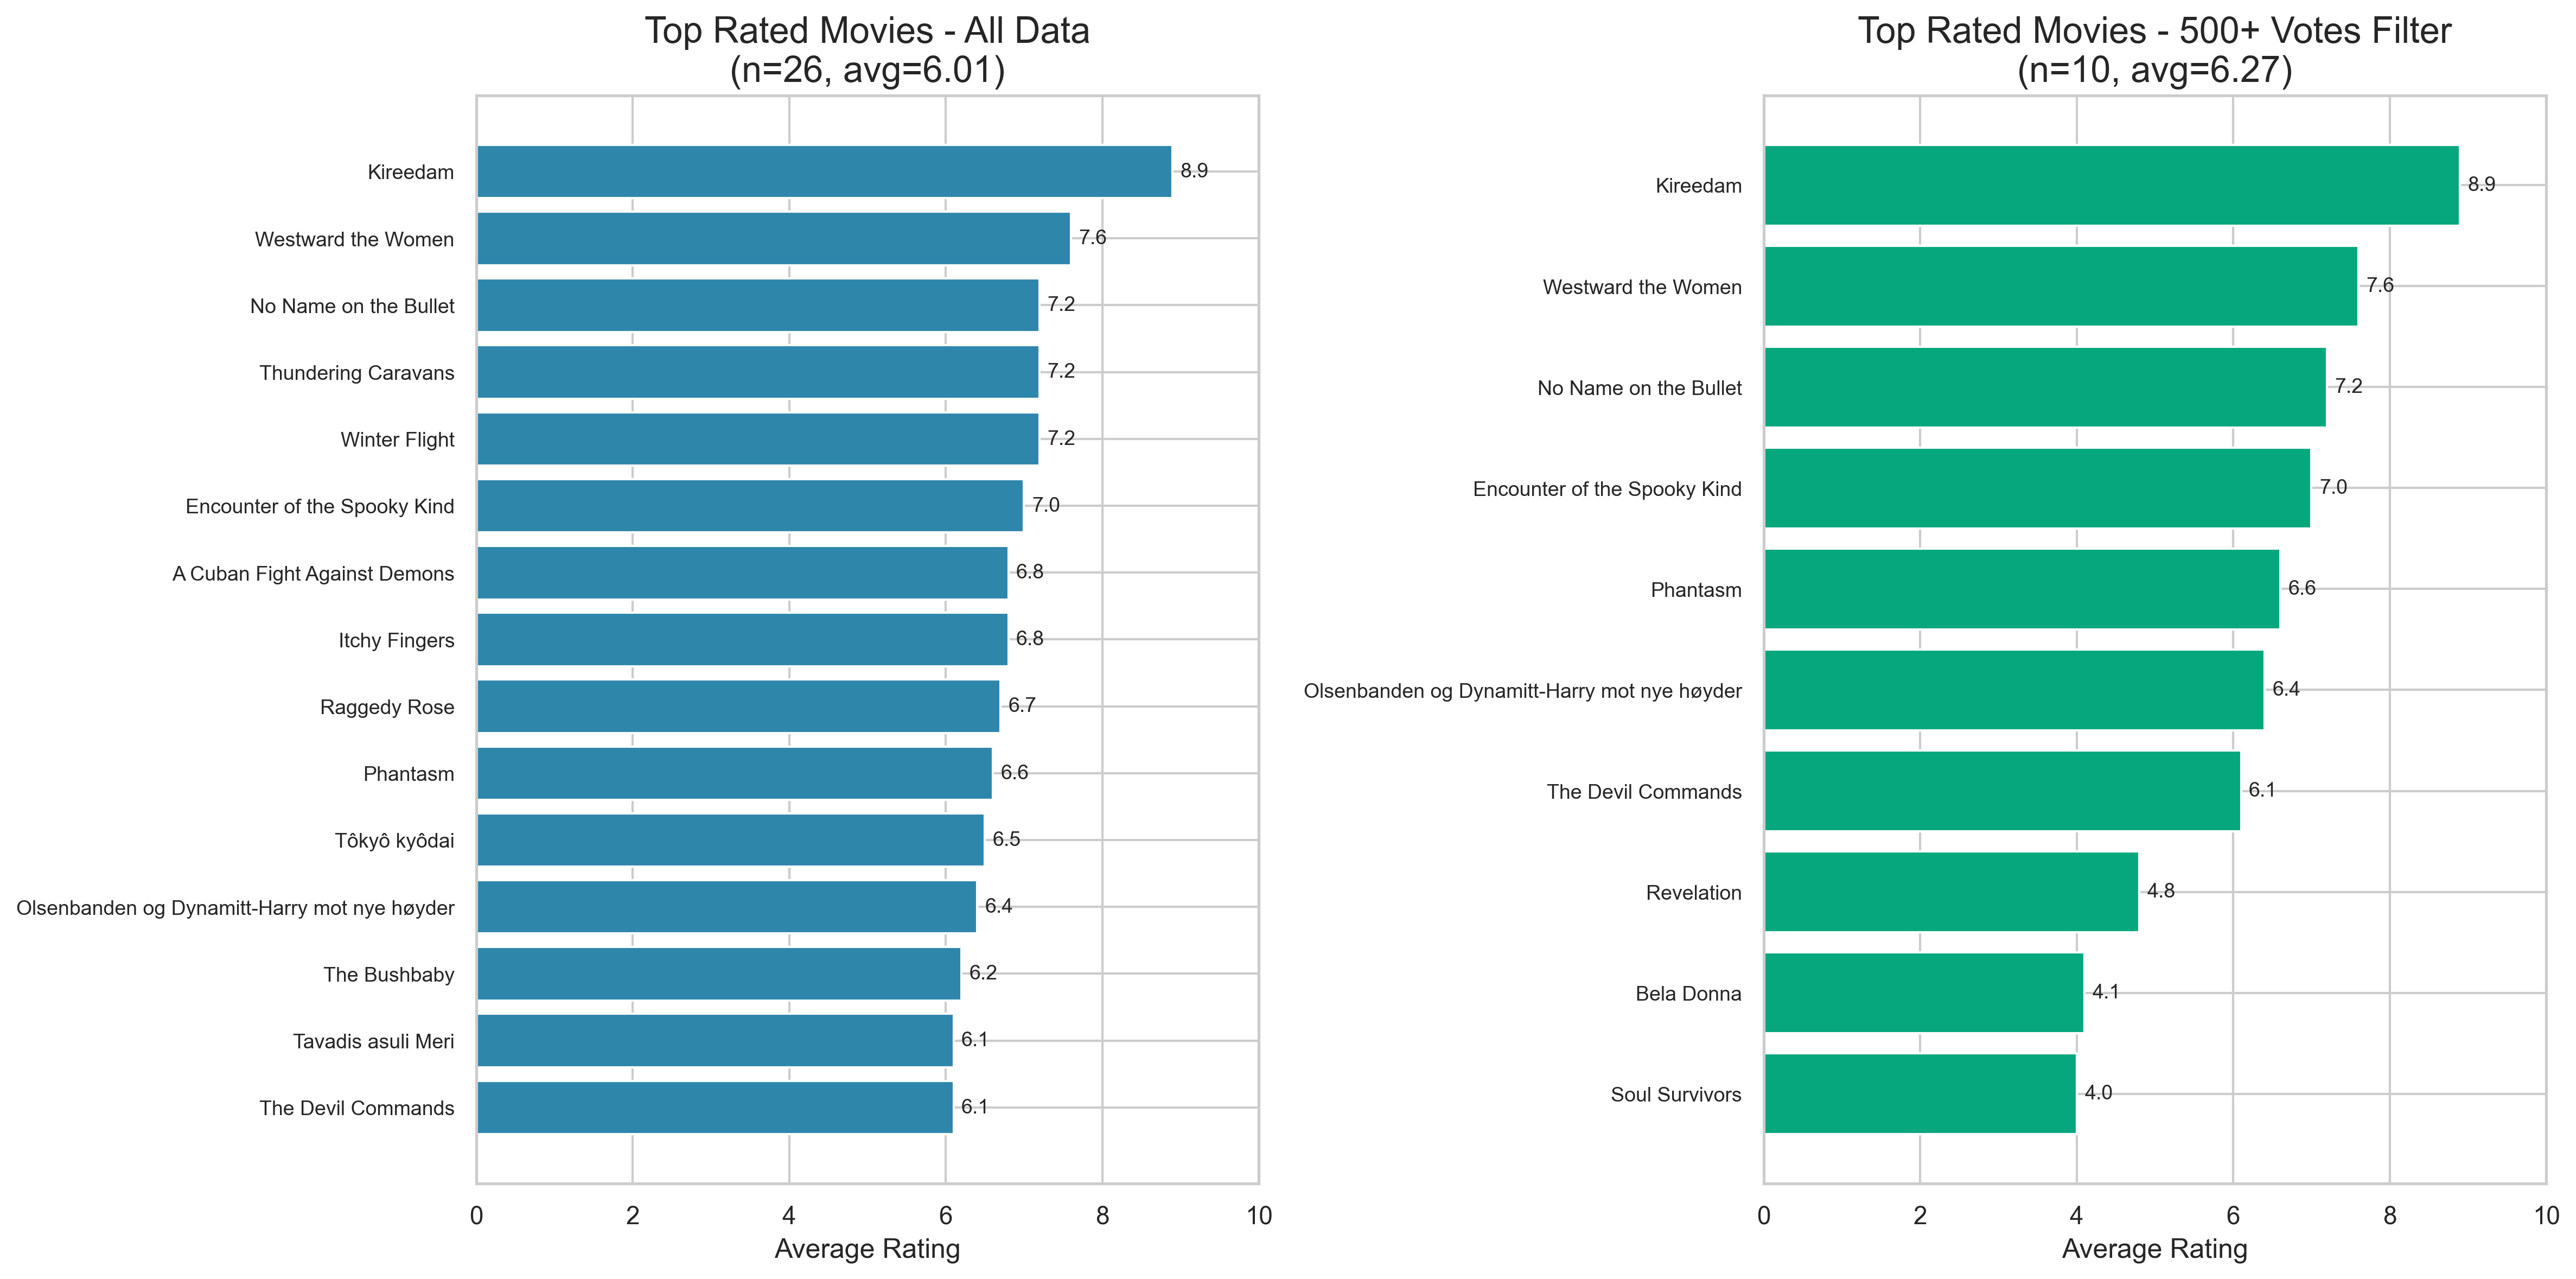 Top Rated Movies - All Data
(n=26, avg=6.01)
Kireedam
8.9
Westward the Women
7.6
No Name on the Bullet
7.2
Thundering Caravans
7.2
Winter Flight
7.2
Encounter of the Spooky Kind
7.0
A Cuban Fight Against Demons
6.8
Itchy Fingers
6.8
Raggedy Rose
6.7
Phantasm
6.6
Tôkyô kyôdai
6.5
Olsenbanden og Dynamitt-Harry mot nye høyder
6.4
The Bushbaby
6.2
Tavadis asuli Meri
6.1
The Devil Commands
6.1
0 2 4 6 8 10
Average Rating
Top Rated Movies - 500+ Votes Filter
(n=10, avg=6.27)
Kireedam
8.9
Westward the Women
7.6
No Name on the Bullet
7.2
Encounter of the Spooky Kind
7.0
Phantasm
6.6
Olsenbanden og Dynamitt-Harry mot nye høyder
6.4
The Devil Commands
6.1
Revelation
4.8
Bela Donna
4.1
Soul Survivors
4.0
0 2 4 6 8 10
Average Rating